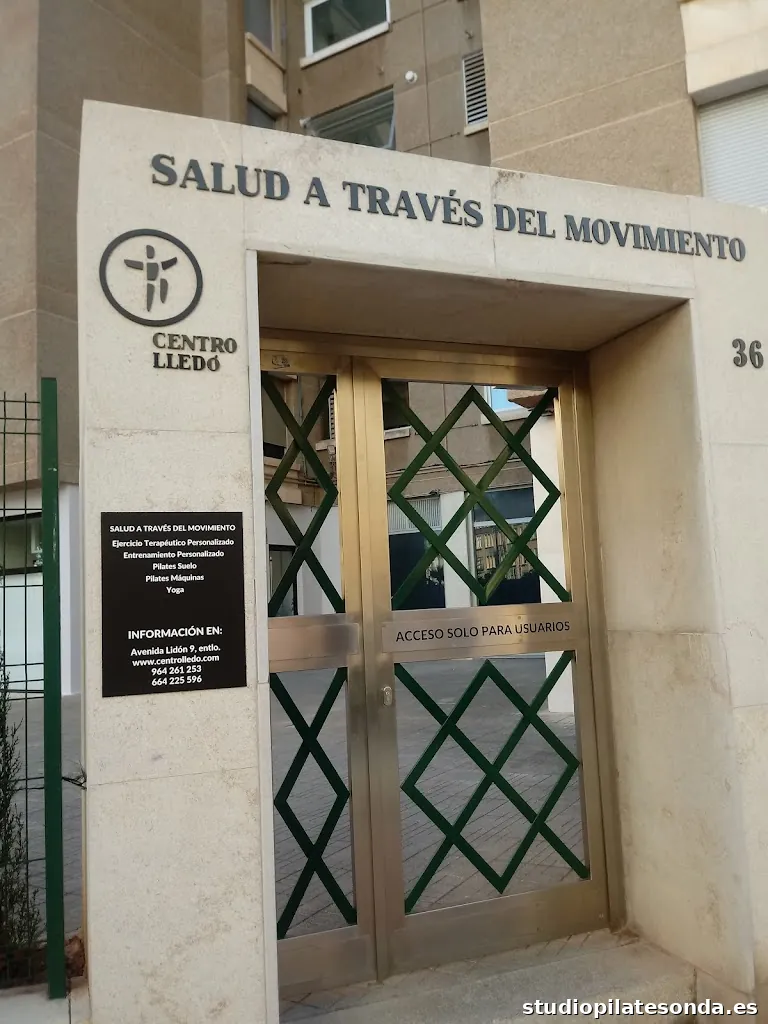 SALUD A TRAVÉS DEL MOVIMIENTO
CENTRO
LLEDÓ
36
SALUD A TRAVÉS DEL MOVIMIENTO
Ejercicio Terapéutico Personalizado
Entrenamiento Personalizado
Pilates Suelo
Pilates Máquinas
Yoga
INFORMACIÓN EN:
Avenida Lidón 9, entlo.
www.centrolledo.com
964 261 253
664 225 596
ACCESO SOLO PARA USUARIOS
studiopilatesonda.es